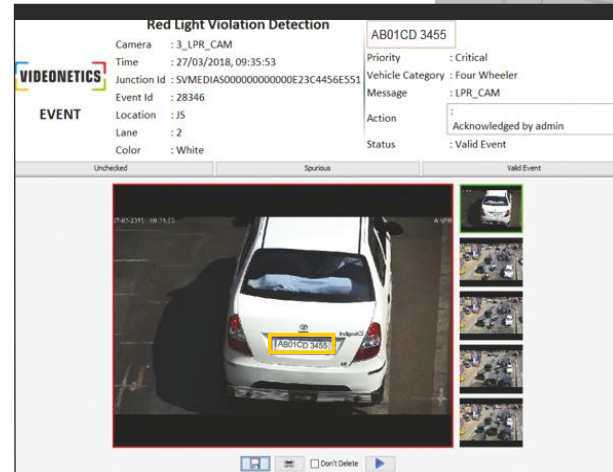 Red Light Violation Detection
AB01CD 3455
Camera : 3_LPR_CAM
Time : 27/03/2018, 09:35:53
Junction Id : SVMEDIAS000000000000E23C4456E551
Event Id : 28346
Location : JS
Lane : 2
Color : White
VIDEONETICS
EVENT
Priority : Critical
Vehicle Category : Four Wheeler
Message : LPR_CAM
Action : Acknowledged by admin
Status : Valid Event
Unchecked Spurious Valid Event
AB01CD 3455
Don't Delete